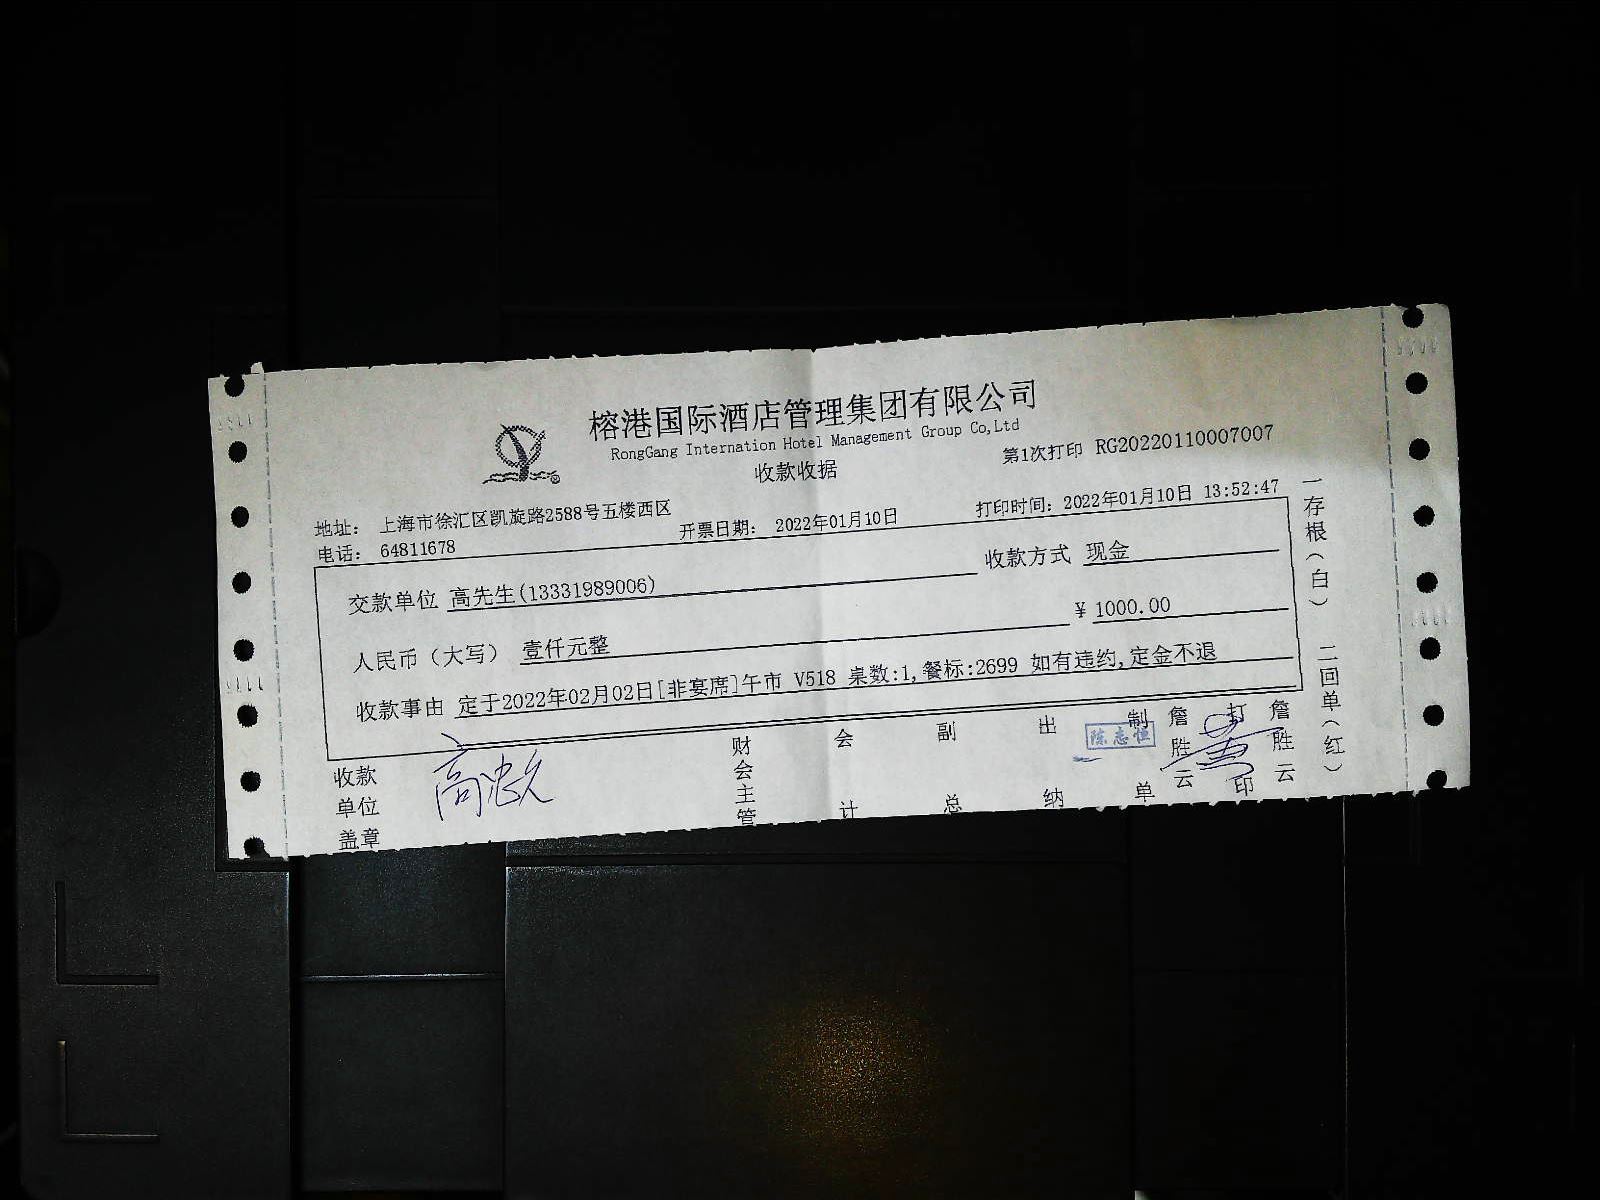 榕港国际酒店管理集团有限公司
RongGang Internation Hotel Management Group Co,Ltd
收款收据
第1次打印 RG20220110007007
地址： 上海市徐汇区凯旋路2588号五楼西区
电话： 64811678
开票日期： 2022年01月10日
打印时间：2022年01月10日 13:52:47
交款单位 高先生(13331989006)
收款方式 现金
人民币（大写） 壹仟元整
¥ 1000.00
收款事由 定于2022年02月02日[非宴席]午市 V518 桌数:1,餐标:2699 如有违约,定金不退
收款单位盖章
财会主管
会计
副总
出纳
陈志恒
制单
詹胜云
打印
詹胜云
一存根（白） 二回单（红）